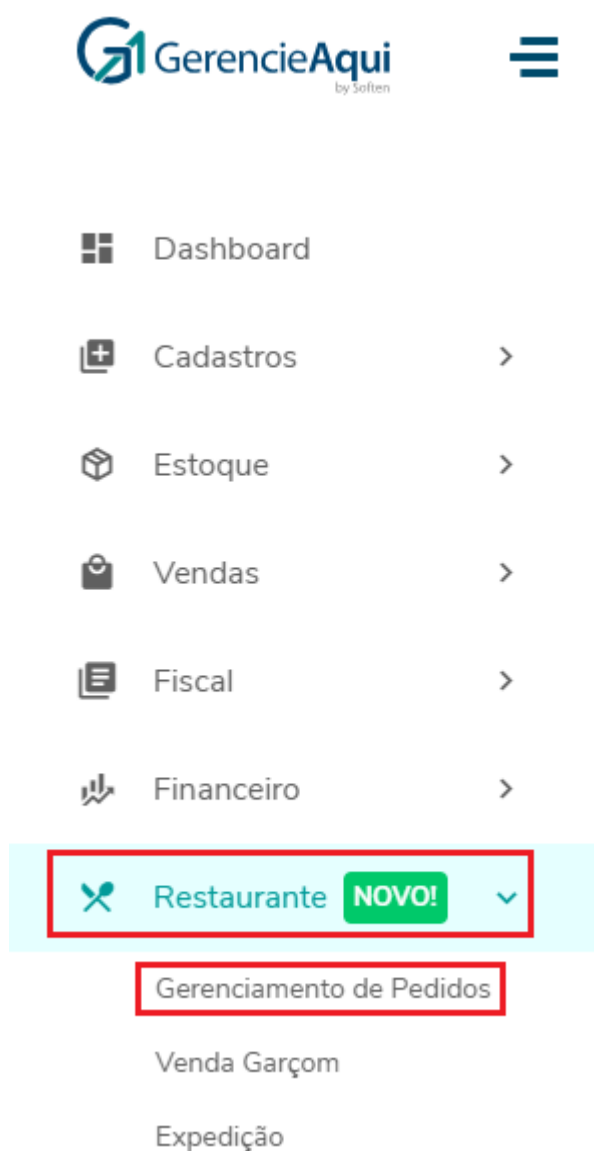 GerencieAqui
by Soften
Dashboard
Cadastros
Estoque
Vendas
Fiscal
Financeiro
Restaurante NOVO!
Gerenciamento de Pedidos
Venda Garçom
Expedição